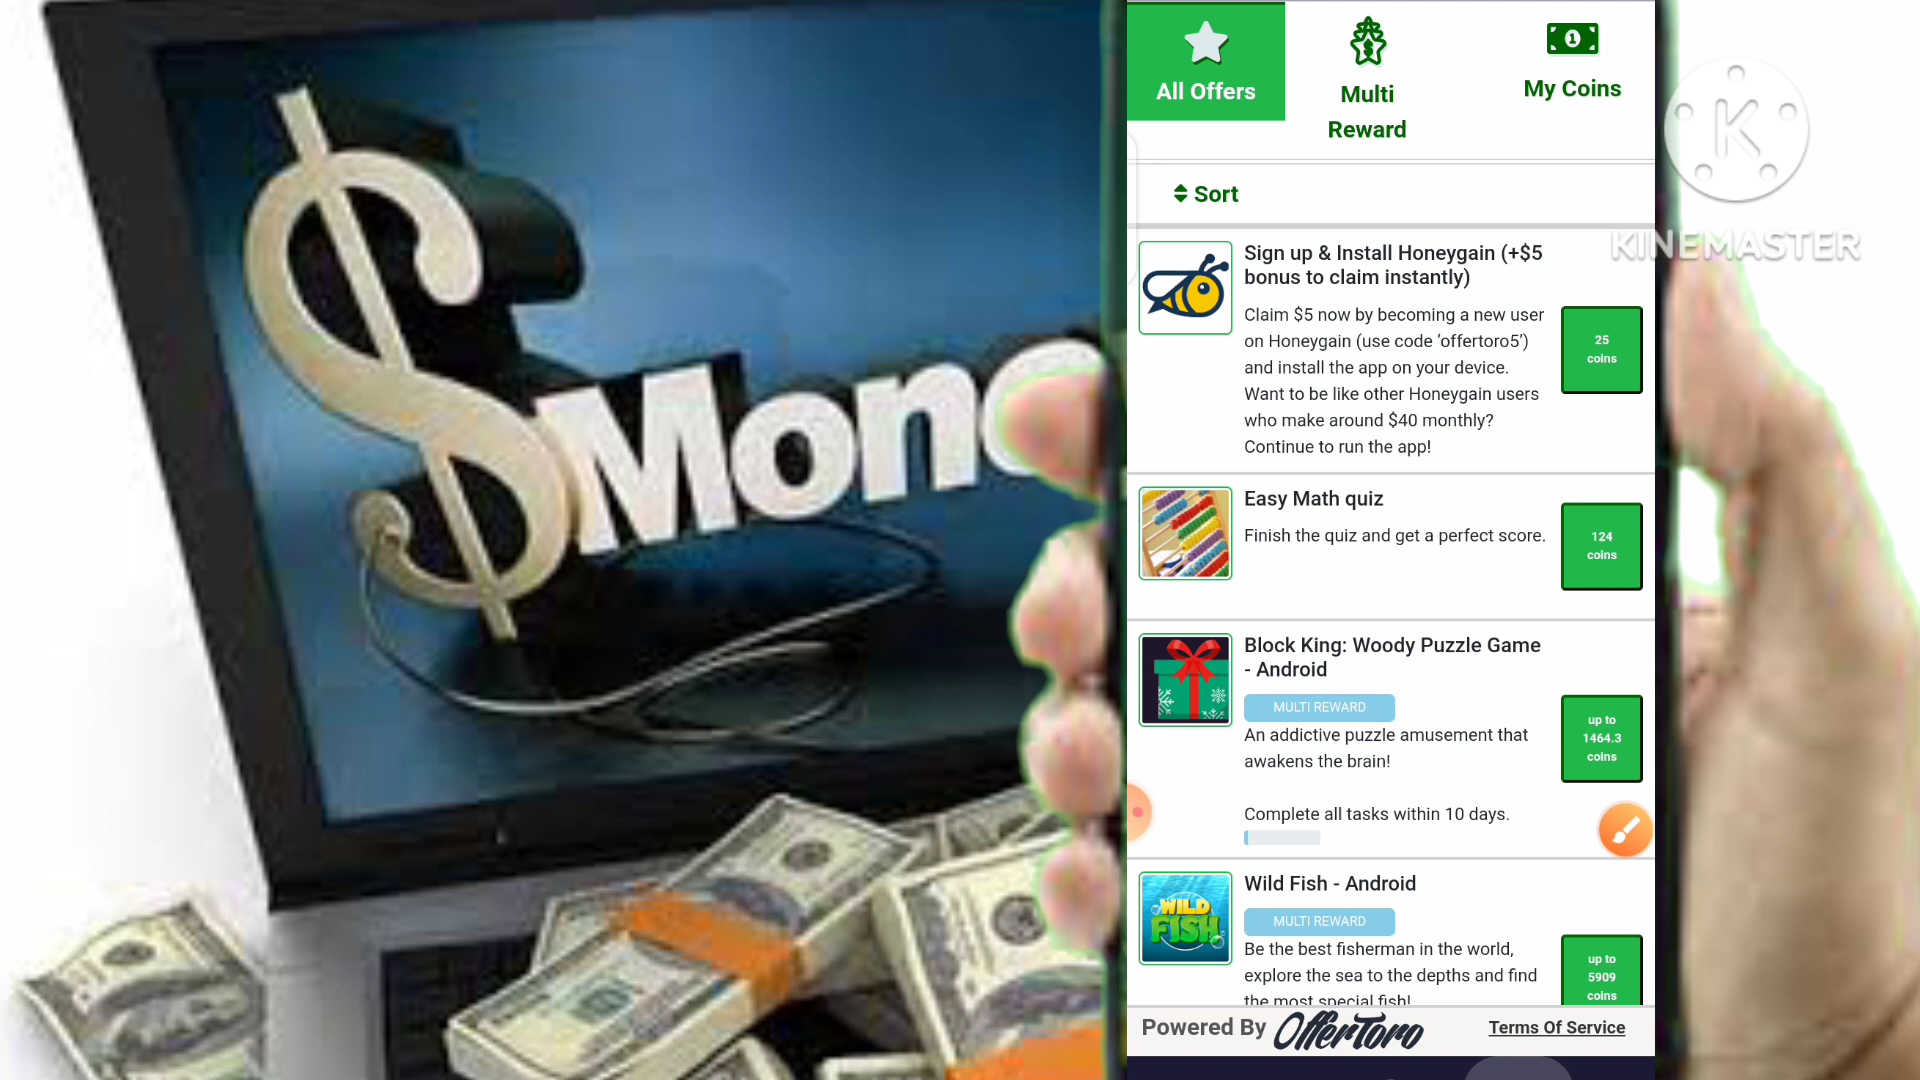 $Mone
All Offers
Multi
Reward
My Coins
Sort
Sign up & Install Honeygain (+$5
bonus to claim instantly)
Claim $5 now by becoming a new user
on Honeygain (use code ‘offertoro5’)
and install the app on your device.
Want to be like other Honeygain users
who make around $40 monthly?
Continue to run the app!
25
coins
Easy Math quiz
Finish the quiz and get a perfect score.
124
coins
Block King: Woody Puzzle Game
- Android
MULTI REWARD
An addictive puzzle amusement that
awakens the brain!
Complete all tasks within 10 days.
up to
1464.3
coins
WILD
FISH
Wild Fish - Android
MULTI REWARD
Be the best fisherman in the world,
explore the sea to the depths and find
the most special fish!
up to
5909
coins
Powered By OfferToro
Terms Of Service
K
KINEMASTER